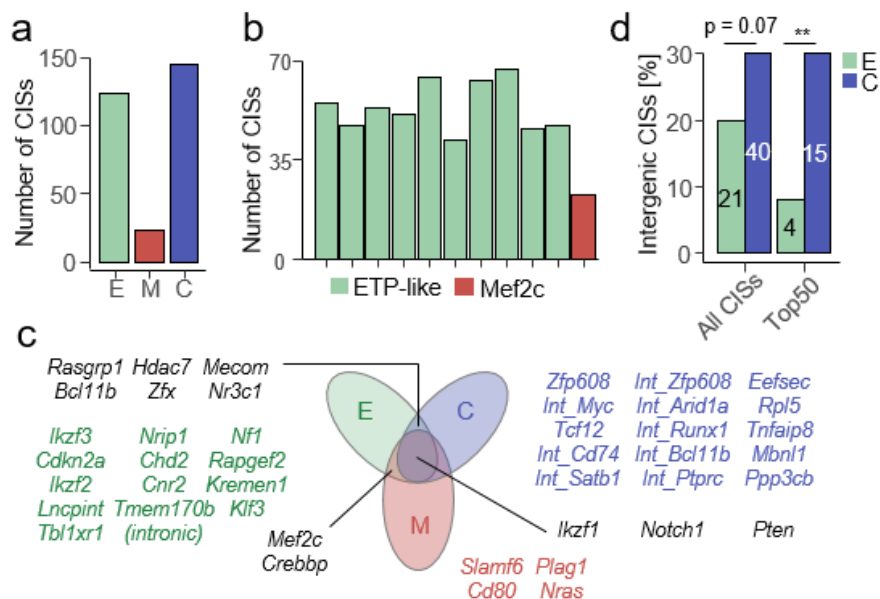 a
Number of CISs
150
100
50
0
E M C
b
Number of CISs
70
35
0
ETP-like Mef2c
d
p = 0.07 **
E
C
Intergenic CISs [%]
30
20
10
0
21 40 4 15
All CISs Top50
c
Rasgrp1 Hdac7 Mecom
Bcl11b Zfx Nr3c1
Ikzf3 Nrip1 Nf1
Cdkn2a Chd2 Rapgef2
Ikzf2 Cnr2 Kremen1
Lncpint Tmem170b Klf3
Tbl1xr1 (intronic)
E C
M
Mef2c
Crebbp
Zfp608 Int_Zfp608 Eefsec
Int_Myc Int_Arid1a Rpl5
Tcf12 Int_Runx1 Tnfaip8
Int_Cd74 Int_Bcl11b Mbnl1
Int_Satb1 Int_Ptprc Ppp3cb
Ikzf1 Notch1 Pten
Slamf6 Plag1
Cd80 Nras